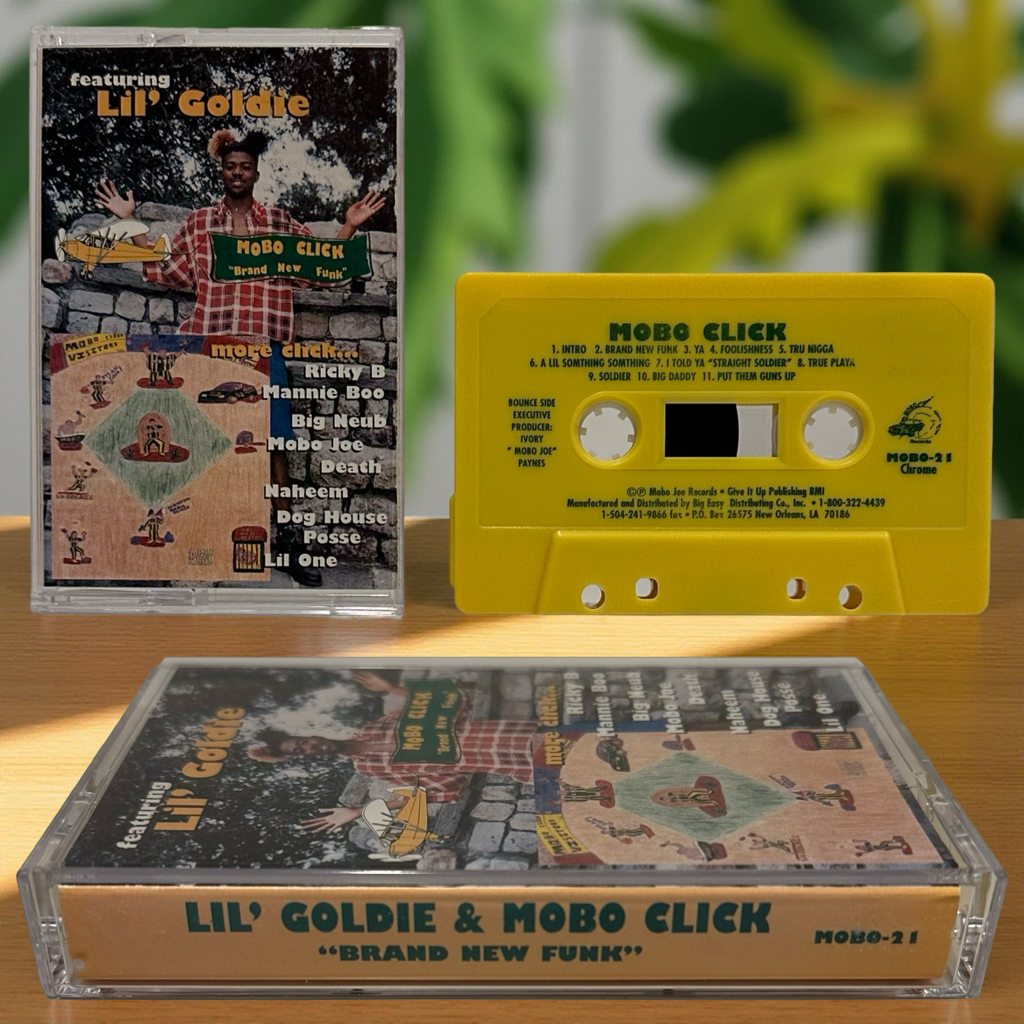 featuring
Lil' Goldie
MOBO CLICK
"Brand New Funk"
MOBO CLICK
VISITORS
more click...
Ricky B
Mannie Boo
Big Neub
Mobo Joe
Death
Naheem
Dog House
Posse
Lil One
MOBO CLICK
1. INTRO 2. BRAND NEW FUNK 3. YA 4. FOOLISHNESS 5. TRU NIGGA
6. A LIL SOMTHING SOMTHING 7. I TOLD YA "STRAIGHT SOLDIER" 8. TRUE PLAYA
9. SOLDIER 10. BIG DADDY 11. PUT THEM GUNS UP
BOUNCE SIDE
EXECUTIVE
PRODUCER:
IVORY
" MOBO JOE"
PAYNES
Records
MOBO-21
Chrome
©℗ Mobo Joe Records • Give It Up Publishing BMI
Manufactured and Distributed by Big Easy Distributing Co., Inc. • 1-800-322-4439
1-504-241-9866 fax • P.O. Box 26575 New Orleans, LA 70186
featuring
Lil' Goldie
MOBO CLICK
"Brand New Funk"
more click...
Ricky B
Mannie Boo
Big Neub
Mobo Joe
Death
Naheem
Dog House
Posse
Lil One
MOBO CLICK
VISITORS
LIL' GOLDIE & MOBO CLICK
"BRAND NEW FUNK"
MOBO-21